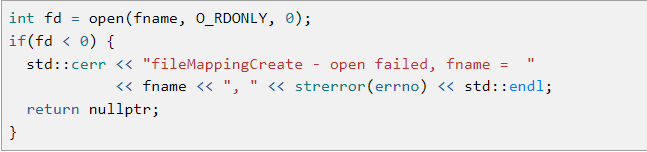 int fd = open(fname, O_RDONLY, 0);
if(fd < 0) {
  std::cerr << "fileMappingCreate - open failed, fname =  "
            << fname << ", " << strerror(errno) << std::endl;
  return nullptr;
}